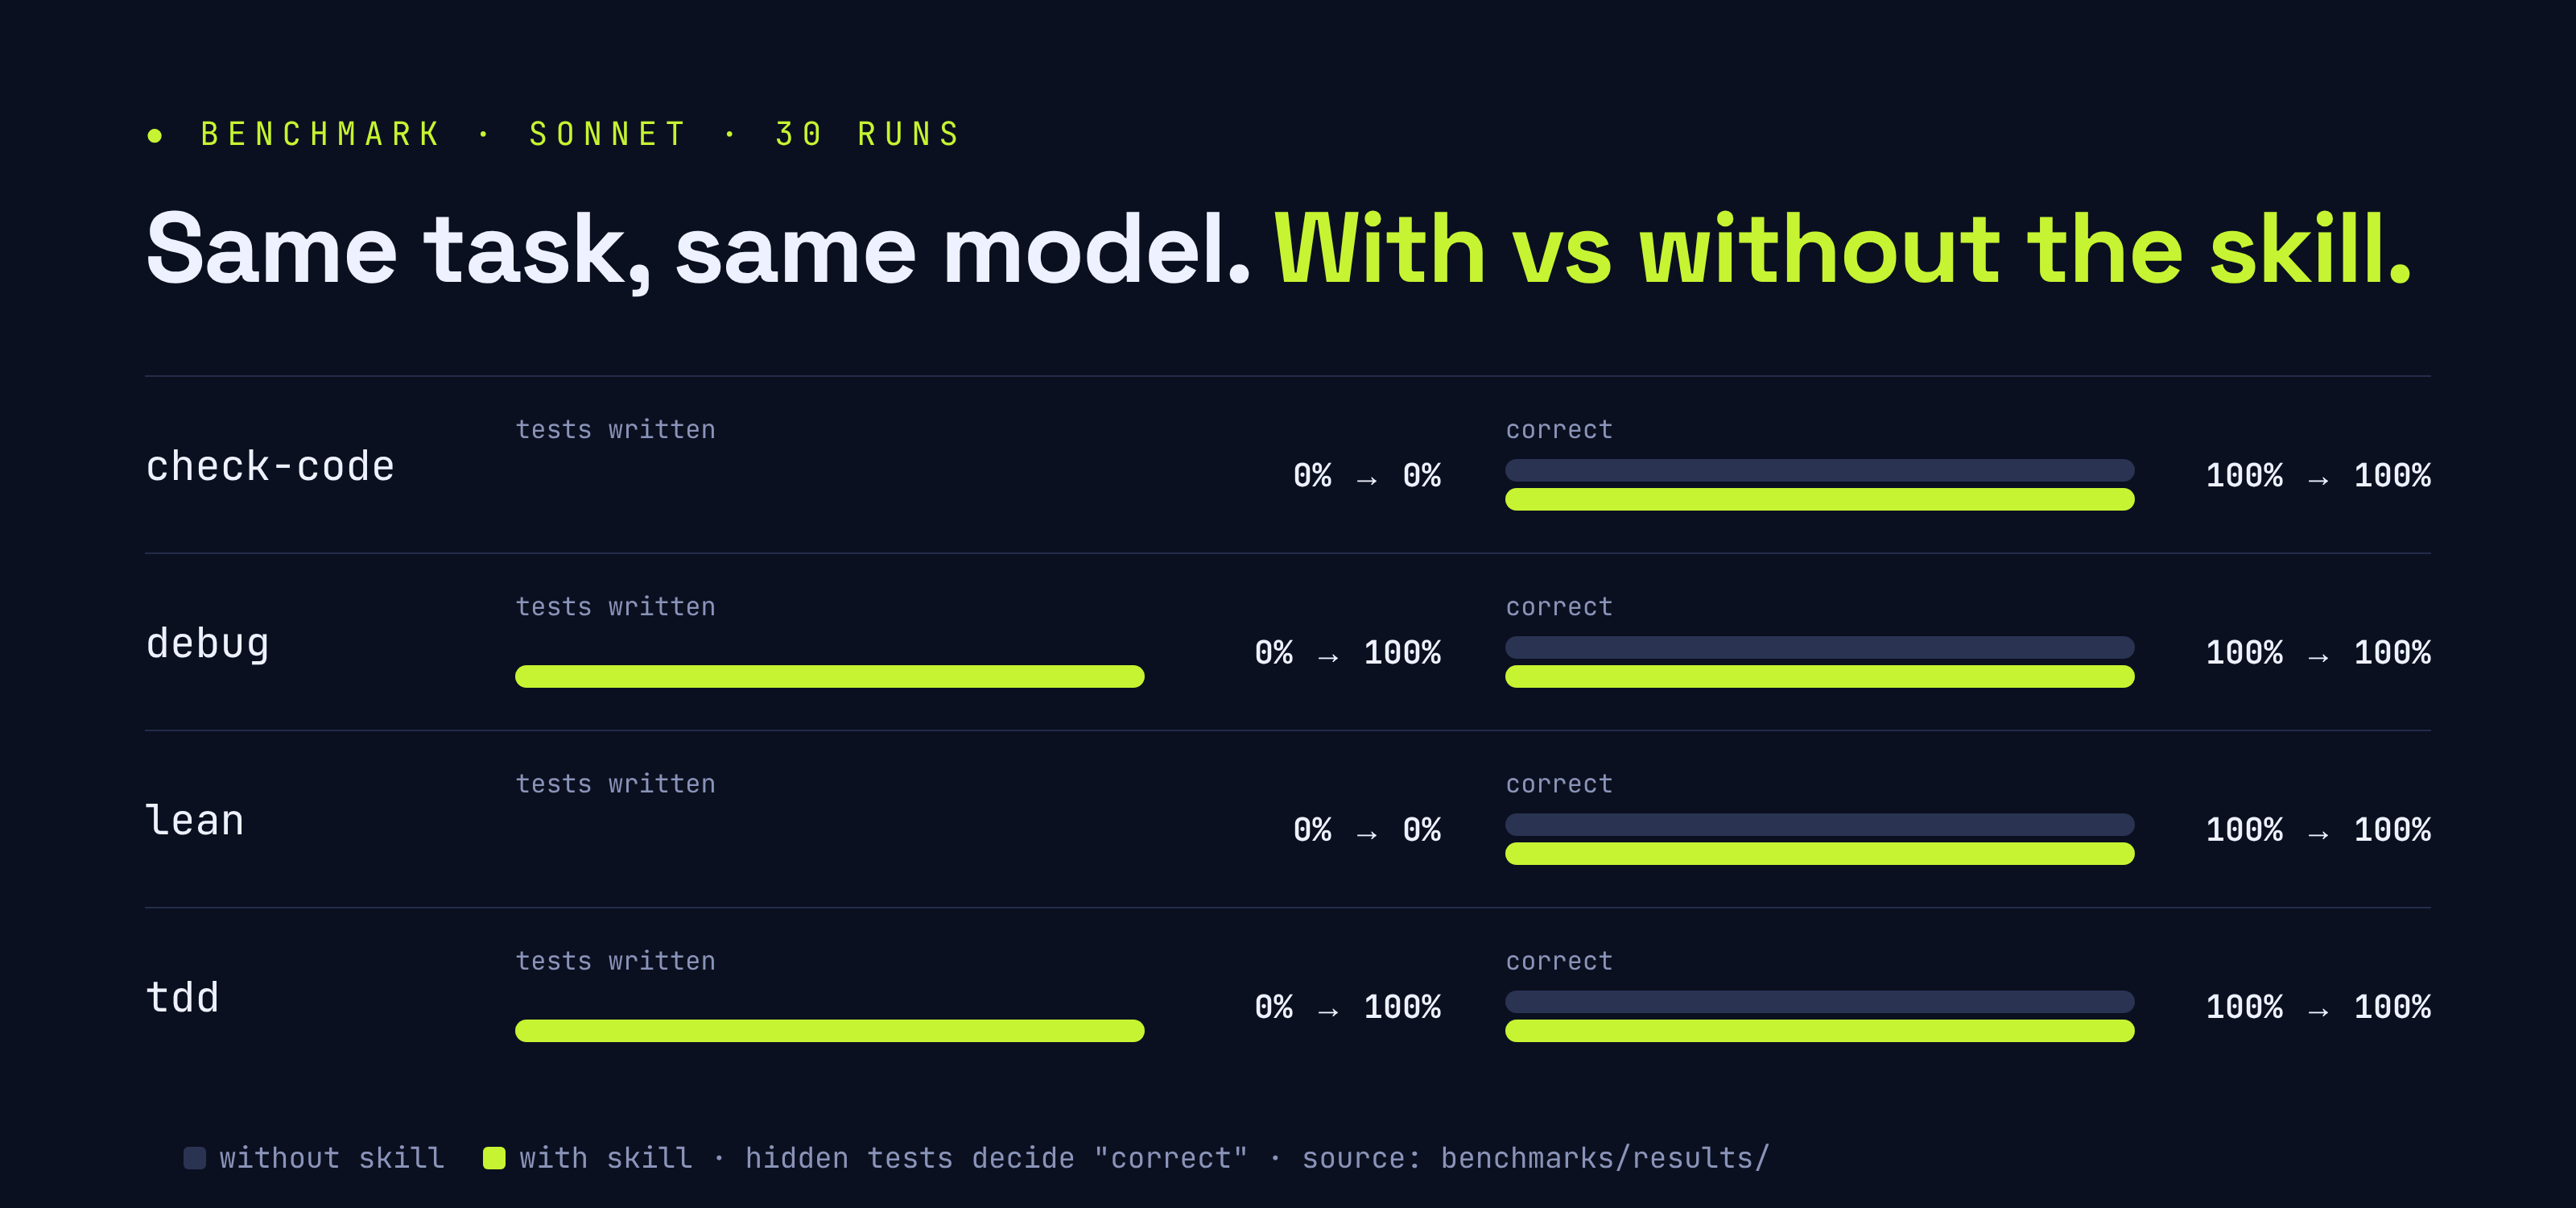 ● BENCHMARK · SONNET · 30 RUNS
Same task, same model. With vs without the skill.
tests written
correct
check-code
0% → 0%
100% → 100%
tests written
correct
debug
0% → 100%
100% → 100%
tests written
correct
lean
0% → 0%
100% → 100%
tests written
correct
tdd
0% → 100%
100% → 100%
without skill with skill · hidden tests decide "correct" · source: benchmarks/results/